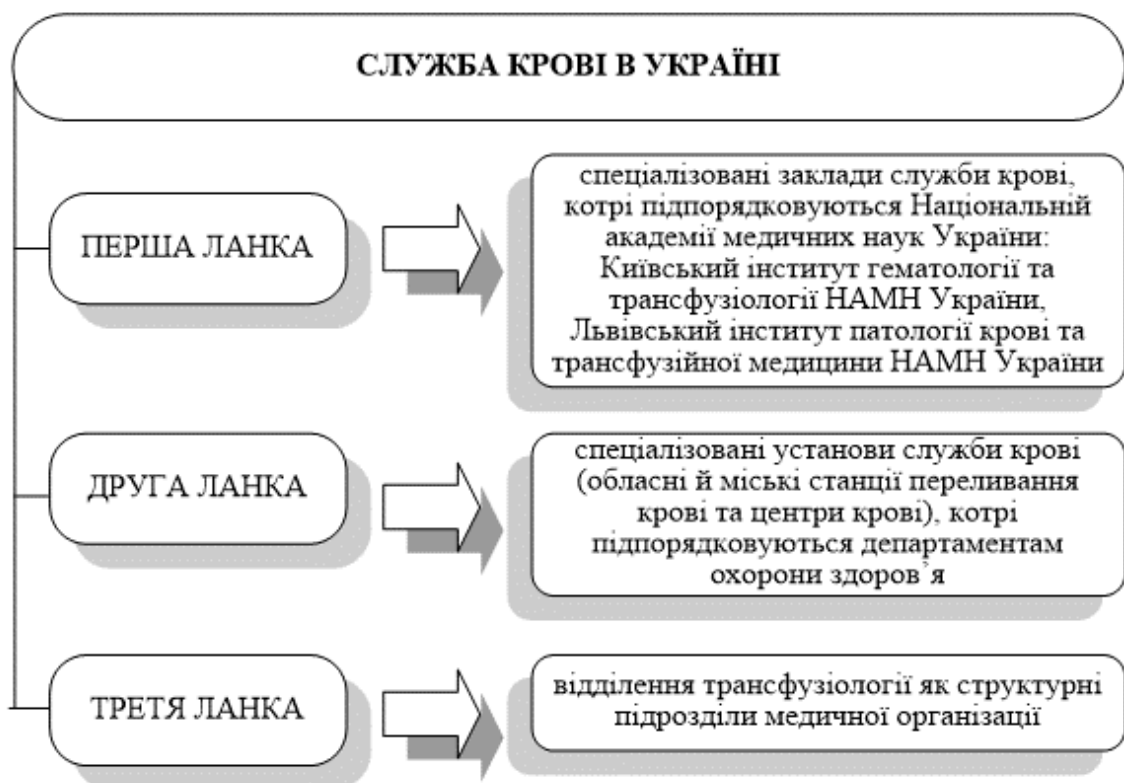 СЛУЖБА КРОВІ В УКРАЇНІ
ПЕРША ЛАНКА
спеціалізовані заклади служби крові,
котрі підпорядковуються Національній
академії медичних наук України:
Київський інститут гематології та
трансфузіології НАМН України,
Львівський інститут патології крові та
трансфузійної медицини НАМН України
ДРУГА ЛАНКА
спеціалізовані установи служби крові
(обласні й міські станції переливання
крові та центри крові), котрі
підпорядковуються департаментам
охорони здоров’я
ТРЕТЯ ЛАНКА
відділення трансфузіології як структурні
підрозділи медичної організації